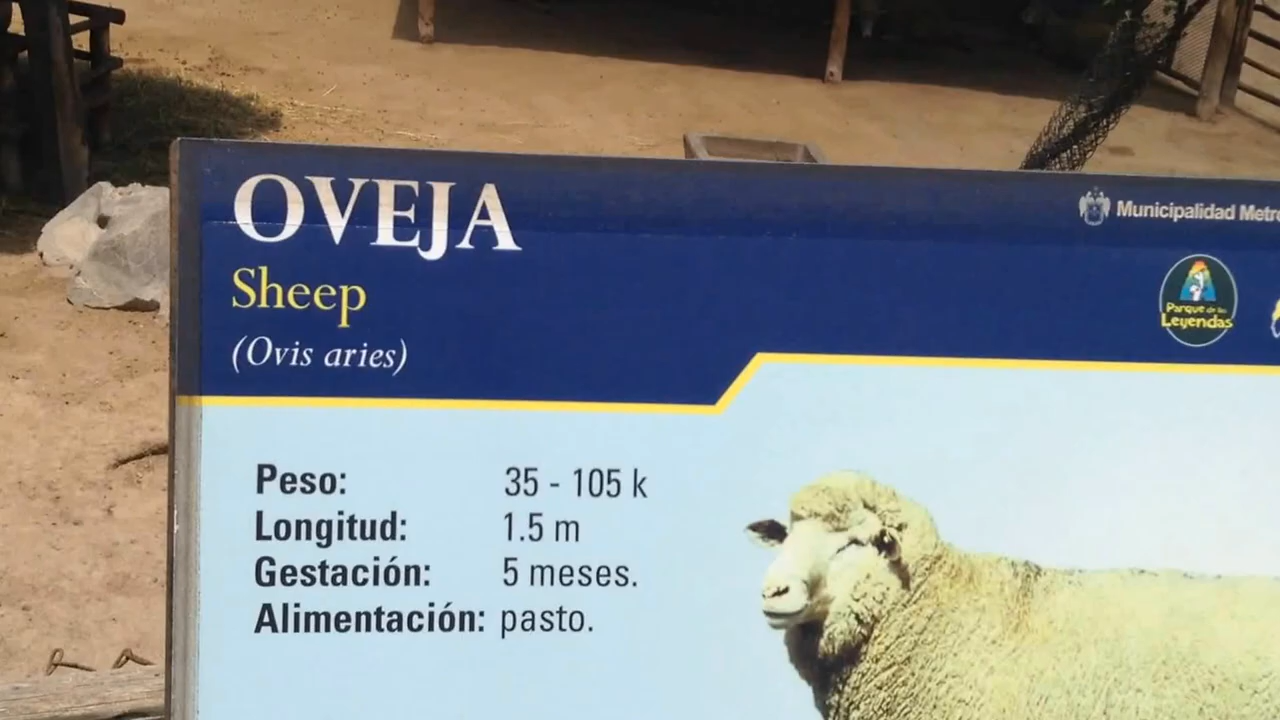 OVEJA
Sheep
(Ovis aries)
Municipalidad
Parque de las
Leyendas
Peso: 35 - 105 k
Longitud: 1.5 m
Gestación: 5 meses.
Alimentación: pasto.